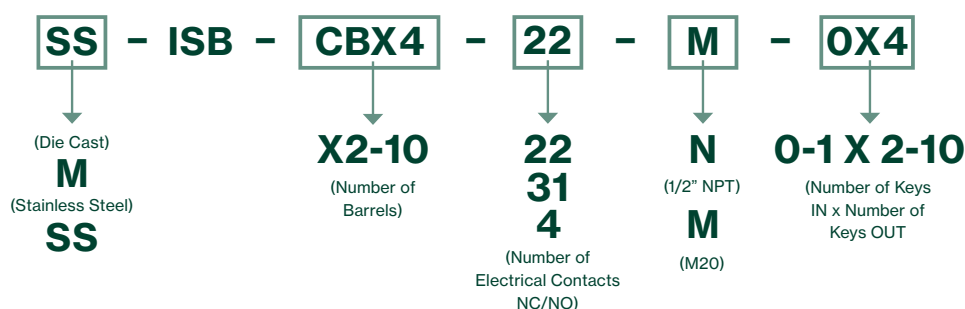 SS - ISB - CBX4 - 22 - M - 0X4
(Die Cast)
M
(Stainless Steel)
SS
X2-10
(Number of
Barrels)
22
31
4
(Number of
Electrical Contacts
NC/NO)
N
(1/2” NPT)
M
(M20)
0-1 X 2-10
(Number of Keys
IN x Number of
Keys OUT